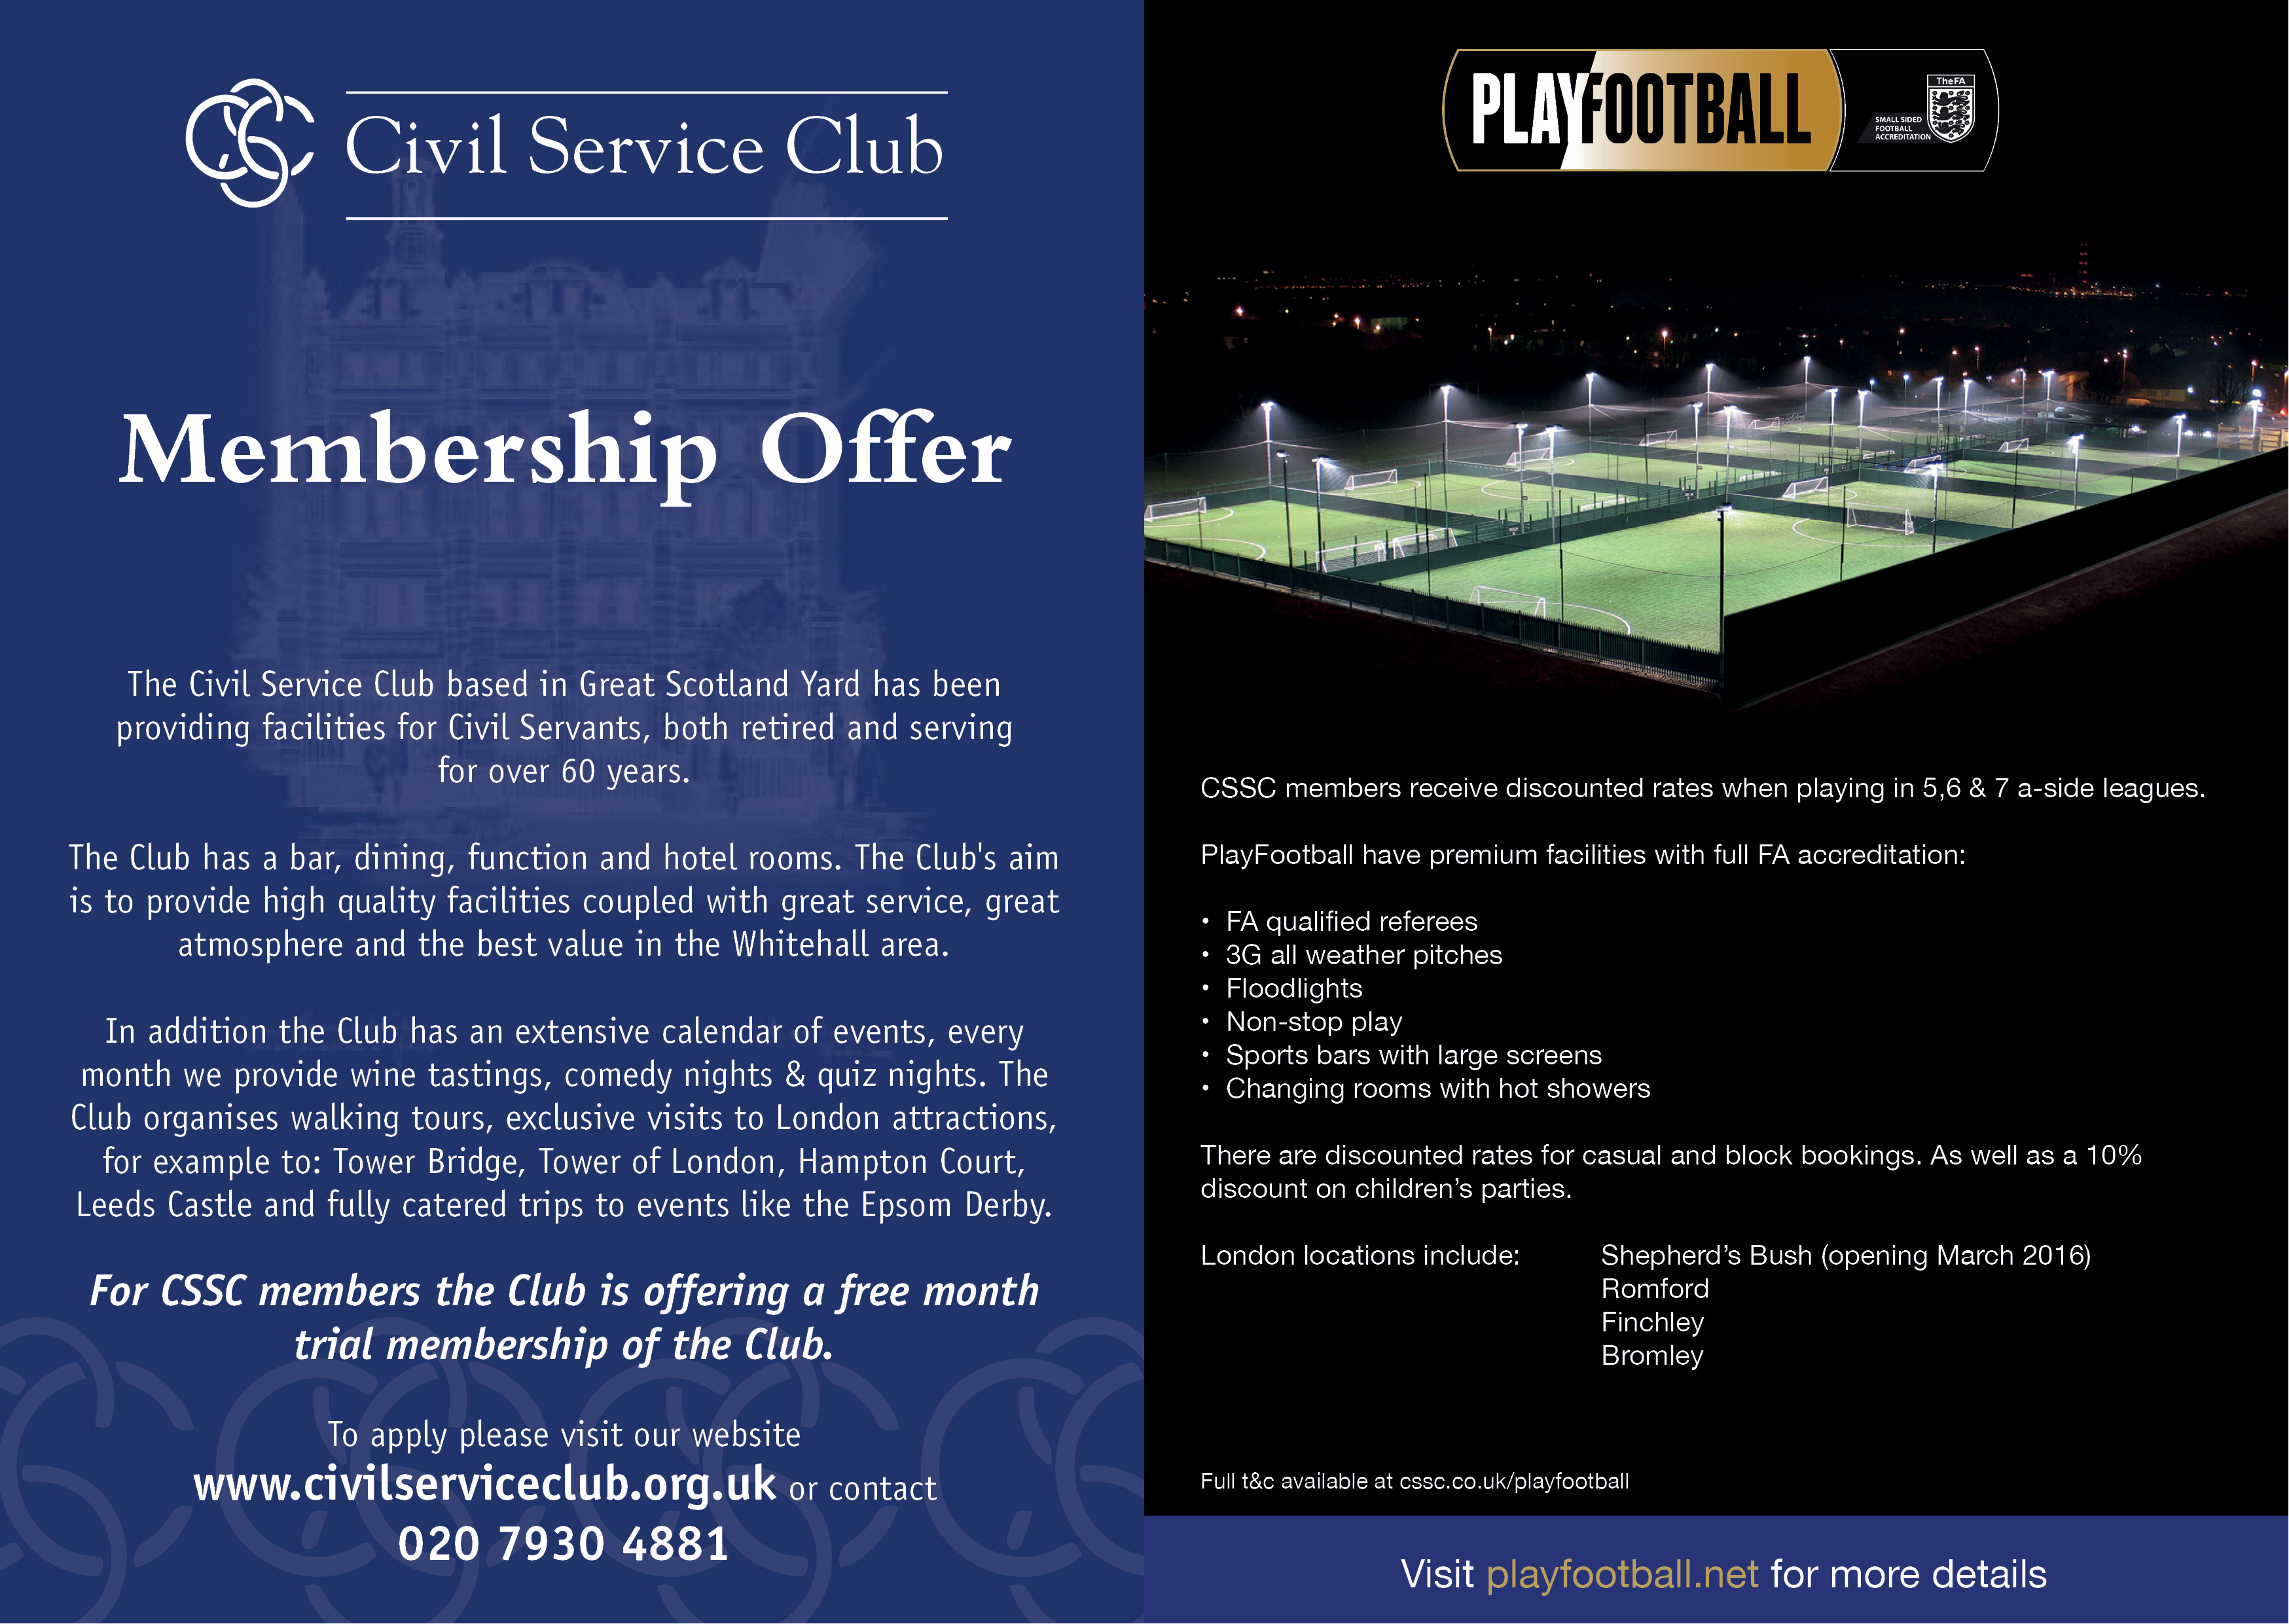 Civil Service Club
Membership Offer
The Civil Service Club based in Great Scotland Yard has been
providing facilities for Civil Servants, both retired and serving
for over 60 years.
The Club has a bar, dining, function and hotel rooms. The Club's aim
is to provide high quality facilities coupled with great service, great
atmosphere and the best value in the Whitehall area.
In addition the Club has an extensive calendar of events, every
month we provide wine tastings, comedy nights & quiz nights. The
Club organises walking tours, exclusive visits to London attractions,
for example to: Tower Bridge, Tower of London, Hampton Court,
Leeds Castle and fully catered trips to events like the Epsom Derby.
For CSSC members the Club is offering a free month
trial membership of the Club.
To apply please visit our website
www.civilserviceclub.org.uk or contact
020 7930 4881
PLAYFOOTBALL
The FA
SMALL SIDED
FOOTBALL
ACCREDITATION
CSSC members receive discounted rates when playing in 5,6 & 7 a-side leagues.
PlayFootball have premium facilities with full FA accreditation:
• FA qualified referees
• 3G all weather pitches
• Floodlights
• Non-stop play
• Sports bars with large screens
• Changing rooms with hot showers
There are discounted rates for casual and block bookings. As well as a 10%
discount on children’s parties.
London locations include: Shepherd’s Bush (opening March 2016)
Romford
Finchley
Bromley
Full t&c available at cssc.co.uk/playfootball
Visit playfootball.net for more details